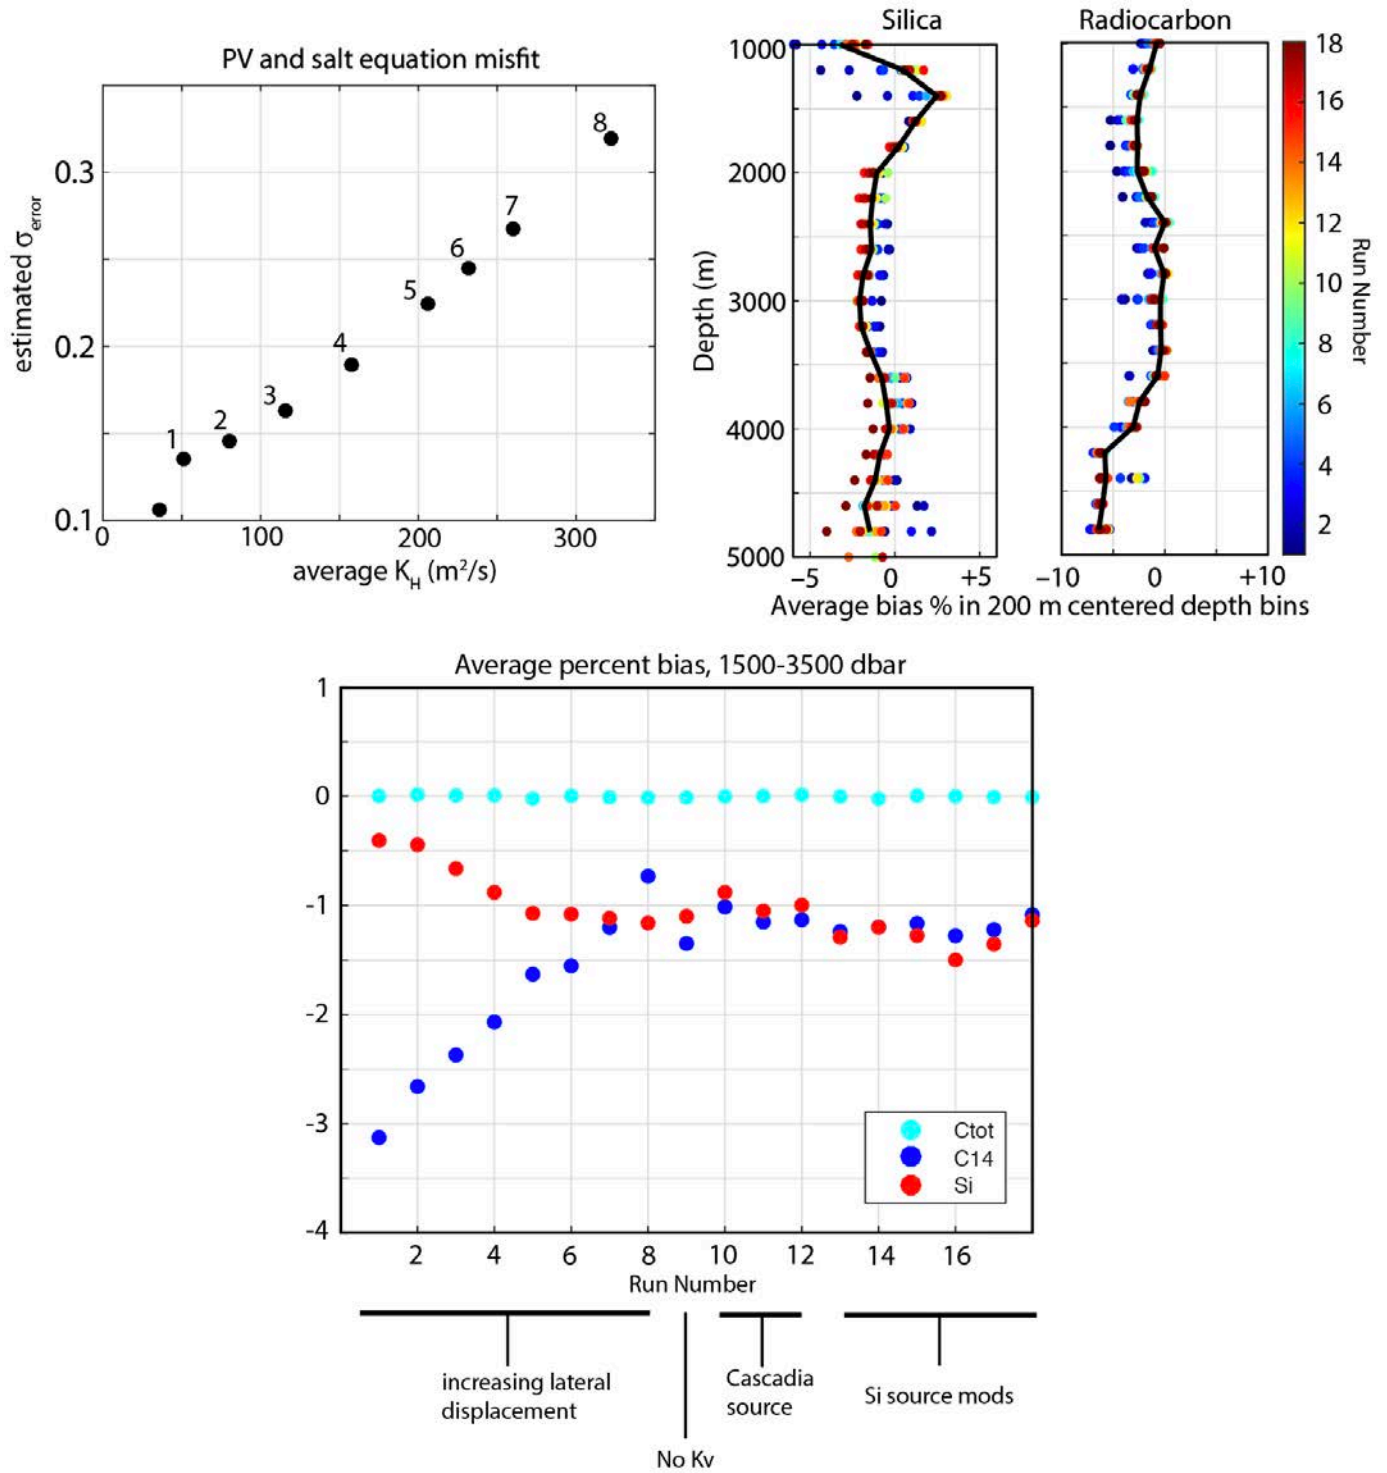 PV and salt equation misfit
estimated σerror
0.3
0.2
0.1
1
2
3
4
5
6
7
8
0
100
200
300
average KH (m²/s)
Silica
Radiocarbon
Depth (m)
1000
2000
3000
4000
5000
−5
0
+5
−10
0
+10
Average bias % in 200 m centered depth bins
18
16
14
12
10
8
6
4
2
Run Number
Average percent bias, 1500-3500 dbar
1
0
-1
-2
-3
-4
Ctot
C14
Si
2
4
6
8
10
12
14
16
Run Number
increasing lateral
displacement
No Kv
Cascadia
source
Si source mods